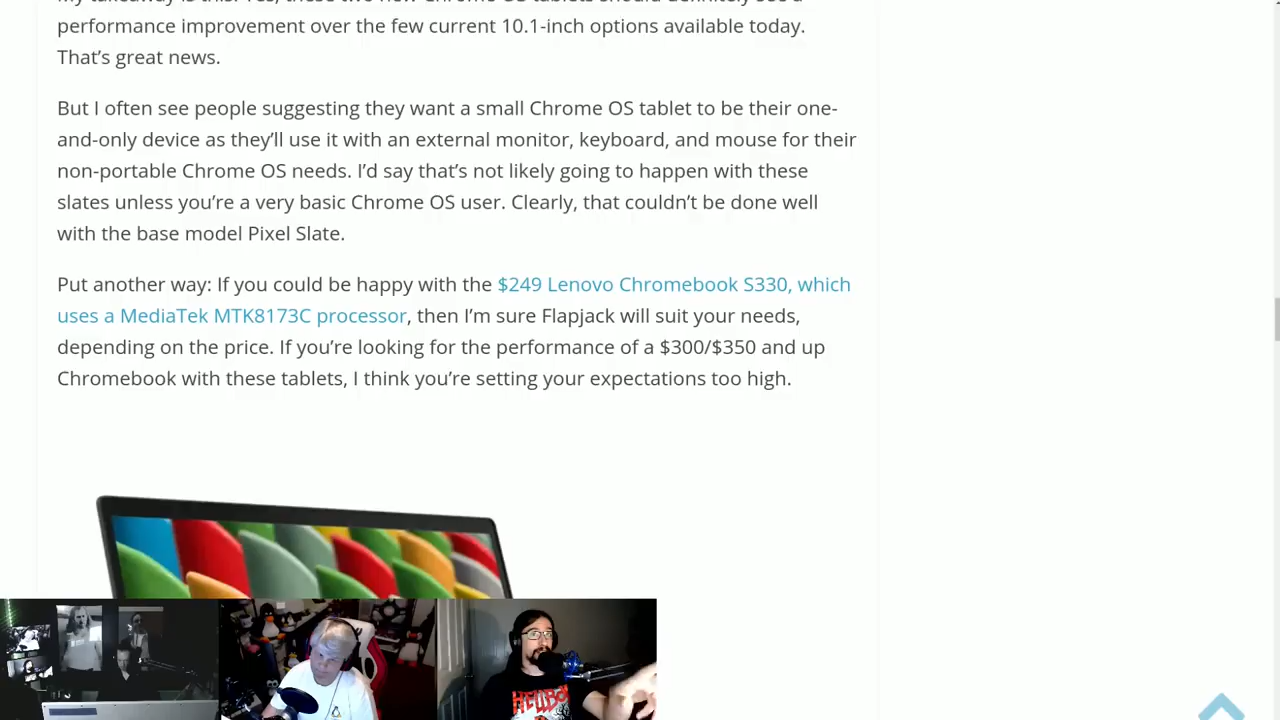 performance improvement over the few current 10.1-inch options available today.
That’s great news.
But I often see people suggesting they want a small Chrome OS tablet to be their one-
and-only device as they’ll use it with an external monitor, keyboard, and mouse for their
non-portable Chrome OS needs. I’d say that’s not likely going to happen with these
slates unless you’re a very basic Chrome OS user. Clearly, that couldn’t be done well
with the base model Pixel Slate.
Put another way: If you could be happy with the $249 Lenovo Chromebook S330, which
uses a MediaTek MTK8173C processor, then I’m sure Flapjack will suit your needs,
depending on the price. If you’re looking for the performance of a $300/$350 and up
Chromebook with these tablets, I think you’re setting your expectations too high.